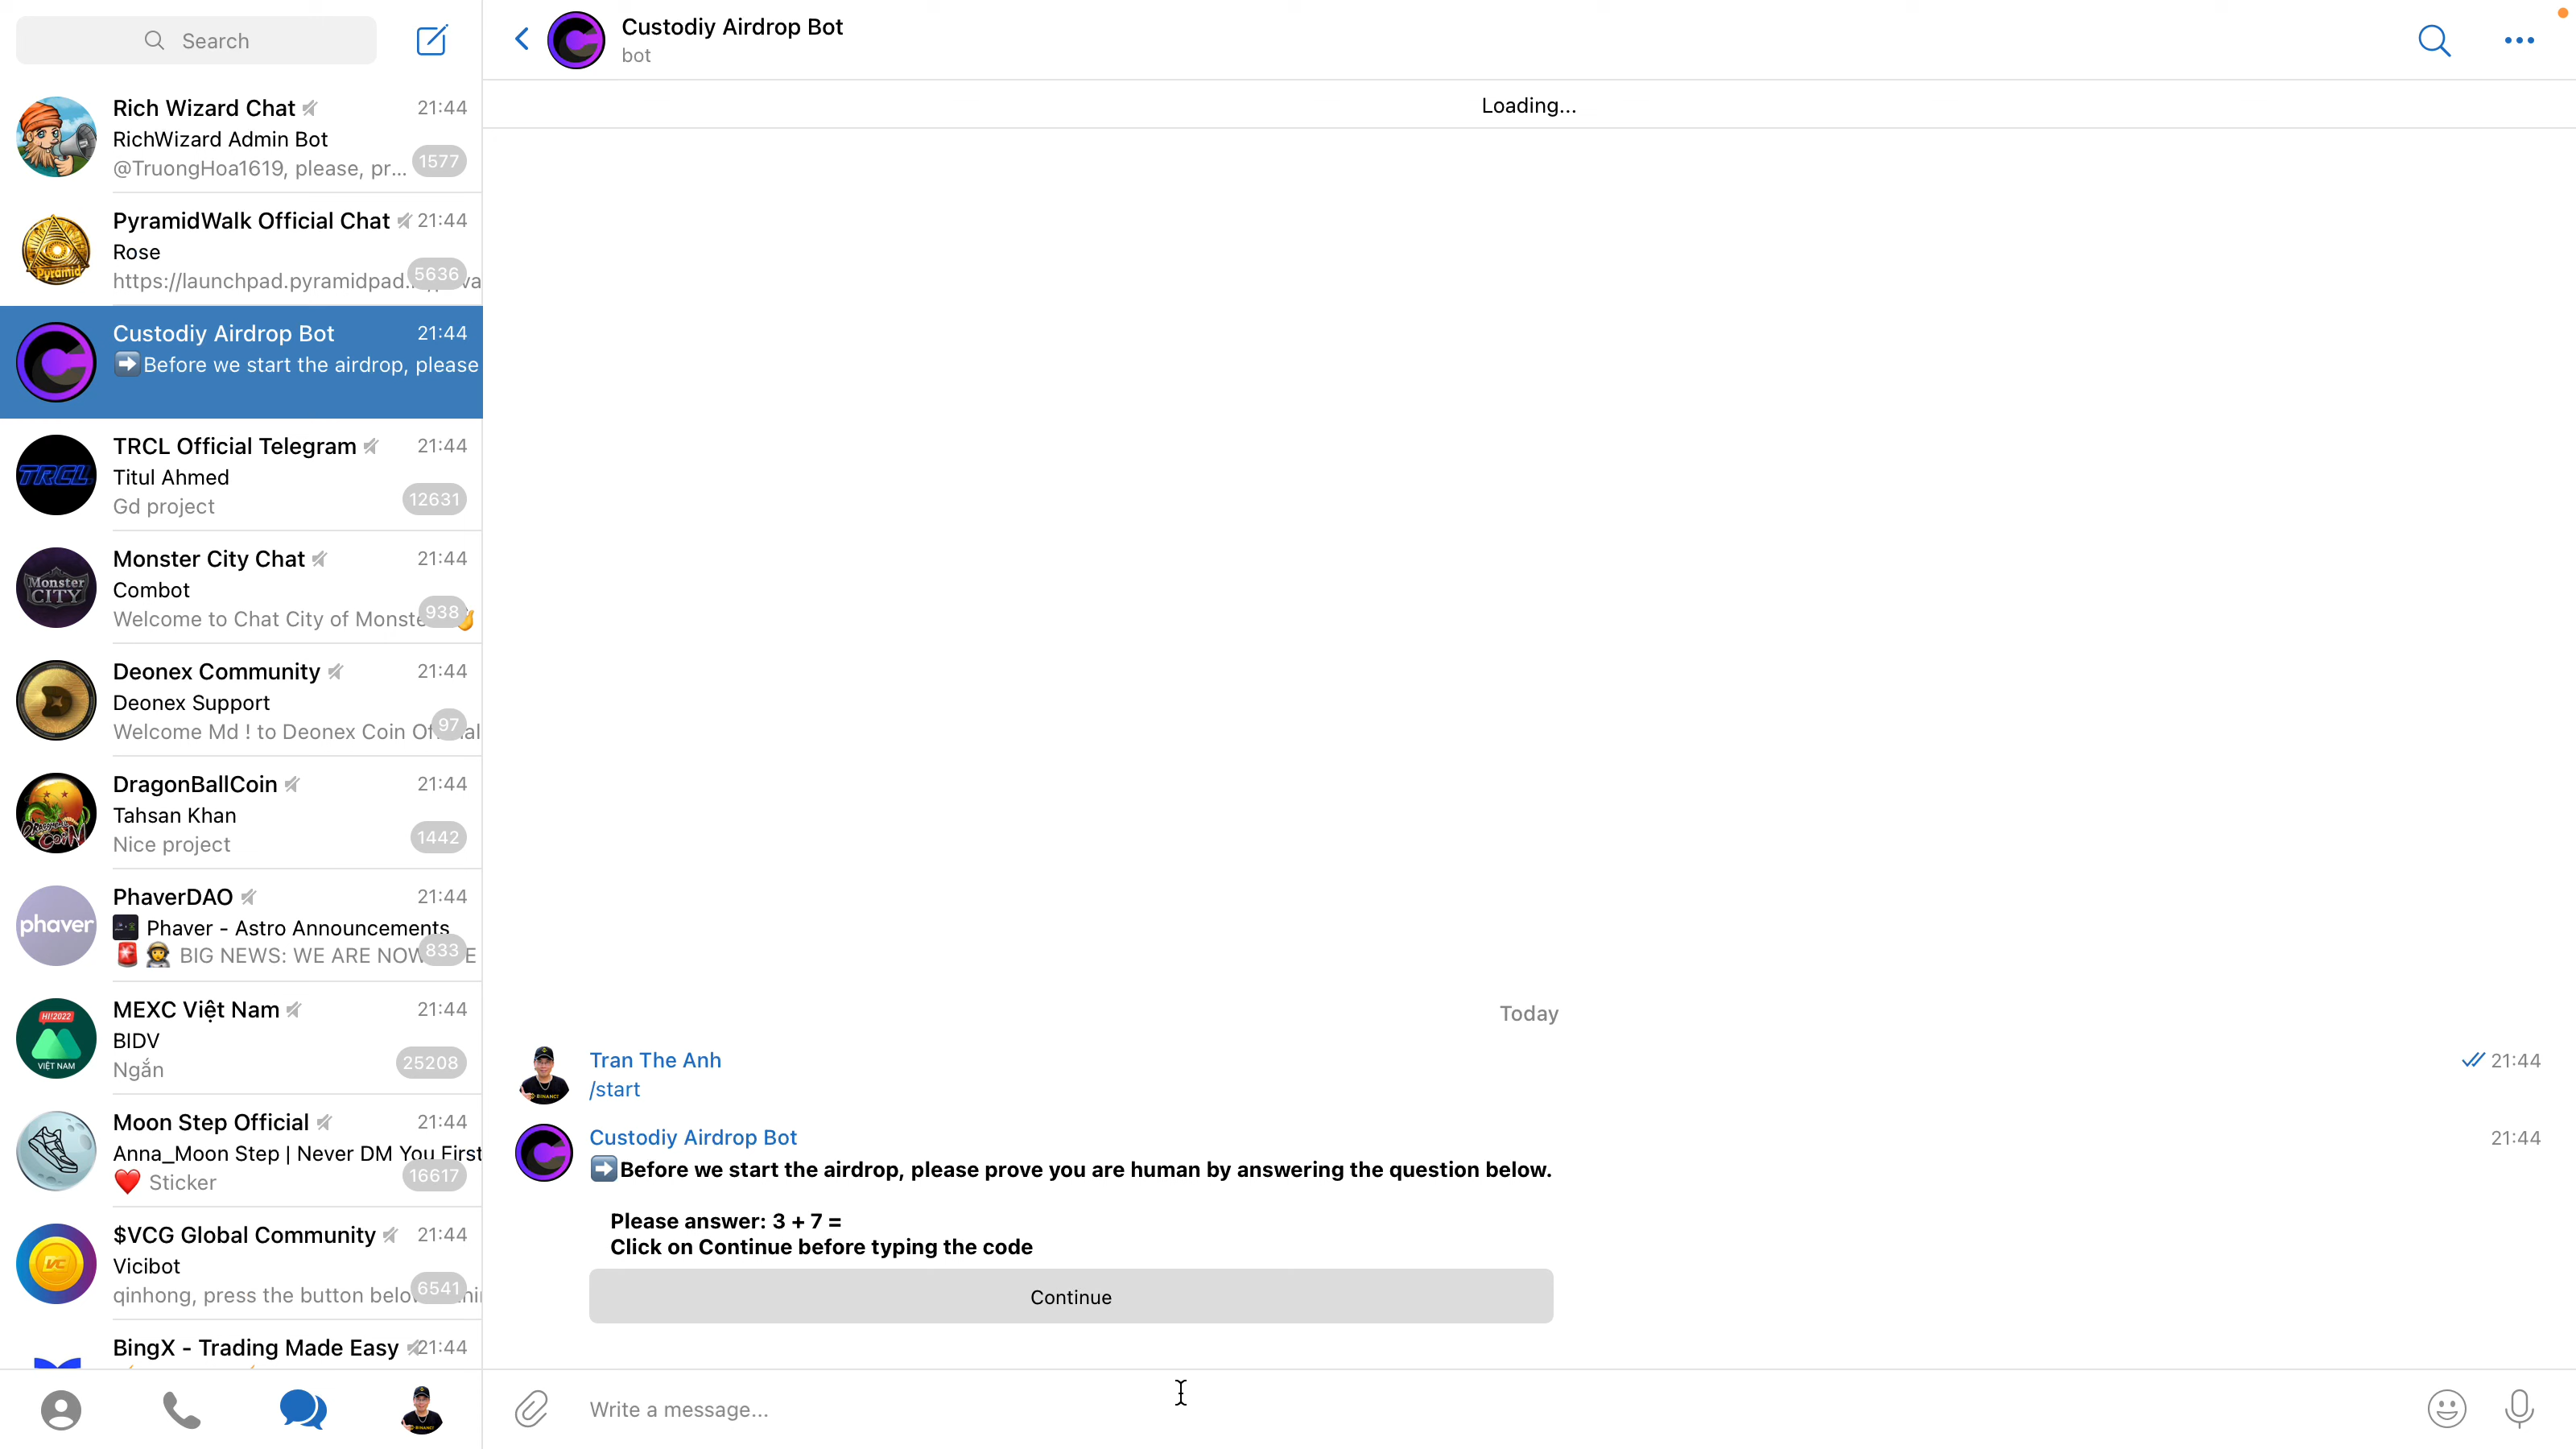 Search
Rich Wizard Chat 21:44
RichWizard Admin Bot
@TruongHoa1619, please, pr... 1577
PyramidWalk Official Chat 21:44
Rose
https://launchpad.pyramidpad. 5636
Custodiy Airdrop Bot 21:44
➡️Before we start the airdrop, please
TRCL
TRCL Official Telegram 21:44
Titul Ahmed
Gd project 12631
Monster CITY
Monster City Chat 21:44
Combot
Welcome to Chat City of Monste 938
Deonex Community 21:44
Deonex Support
Welcome Md ! to Deonex Coin Of 97
DragonBallCoin 21:44
Tahsan Khan
Nice project 1442
phaver
PhaverDAO 21:44
Phaver - Astro Announcements
🚨 👩‍🚀 BIG NEWS: WE ARE NOW 833
HI!2022
VIỆT NAM
MEXC Việt Nam 21:44
BIDV
Ngắn 25208
Moon Step Official 21:44
Anna_Moon Step | Never DM You First
❤️ Sticker 16617
VC
$VCG Global Community 21:44
Vicibot
qinhong, press the button belo 6541
BingX - Trading Made Easy 21:44
Custodiy Airdrop Bot
bot
Loading...
Today
Tran The Anh 21:44
/start
Custodiy Airdrop Bot 21:44
➡️Before we start the airdrop, please prove you are human by answering the question below.
Please answer: 3 + 7 =
Click on Continue before typing the code
Continue
Write a message...